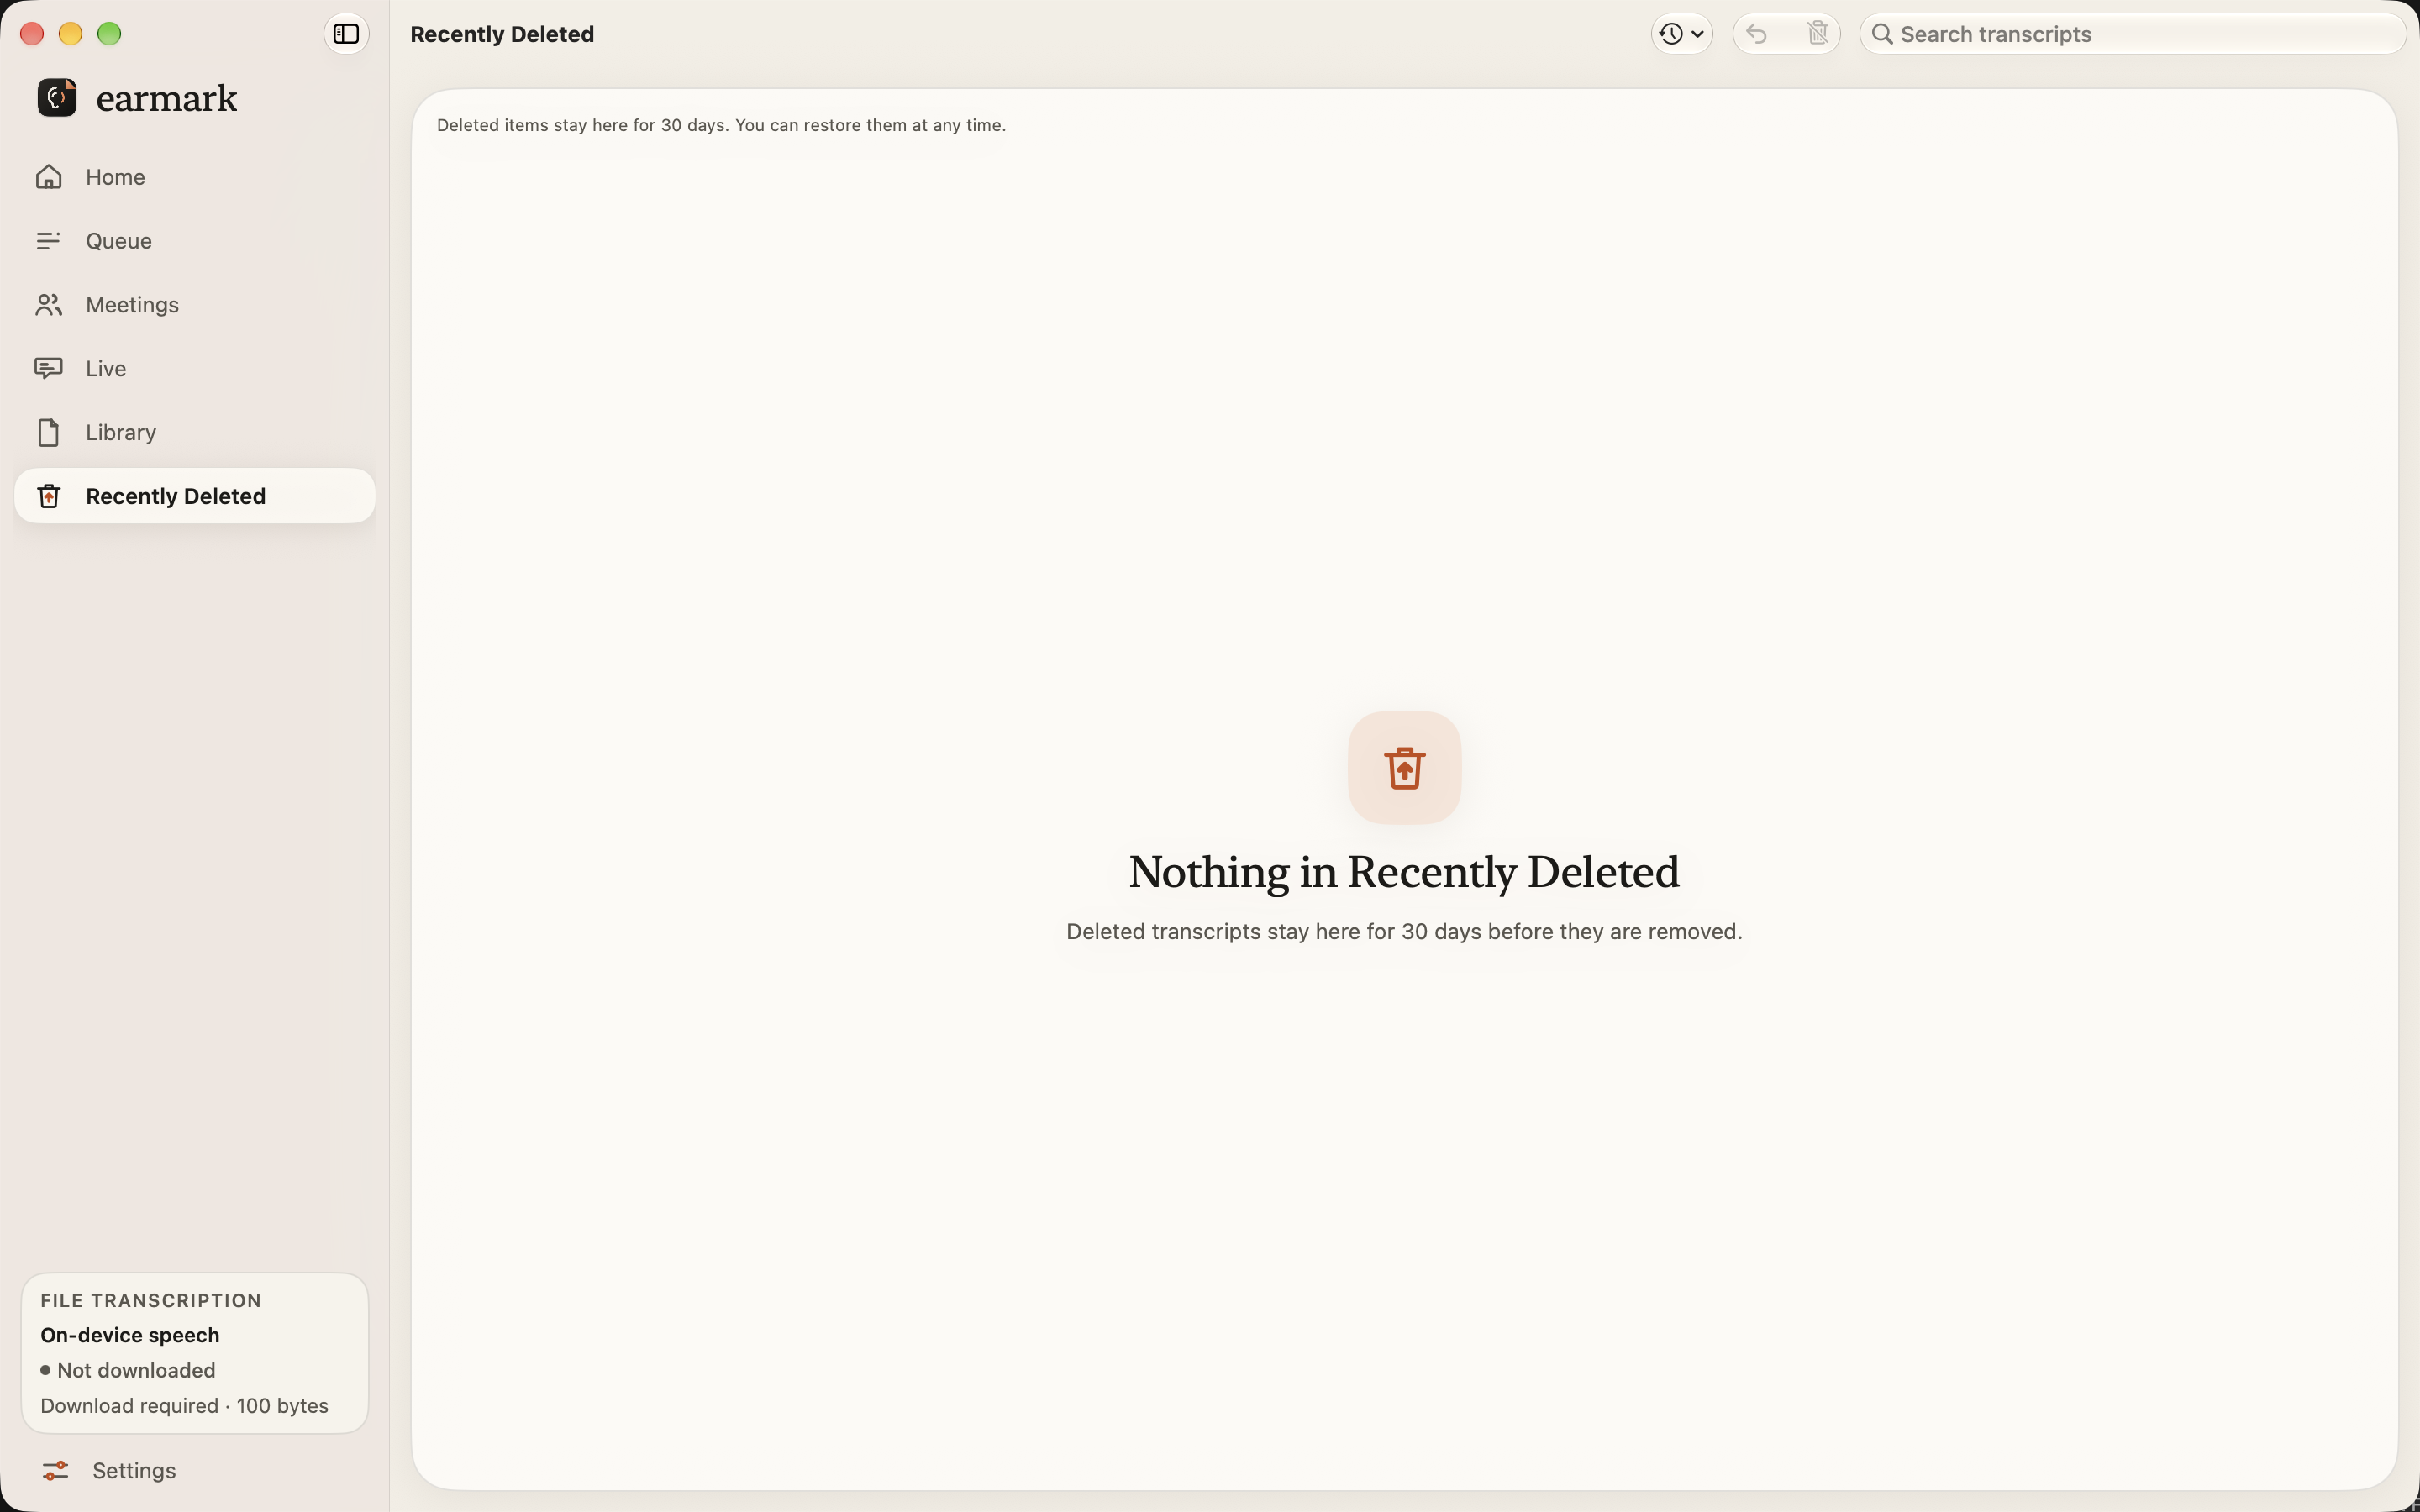 Recently Deleted
Search transcripts
earmark
Home
Queue
Meetings
Live
Library
Recently Deleted
FILE TRANSCRIPTION
On-device speech
Not downloaded
Download required · 100 bytes
Settings
Deleted items stay here for 30 days. You can restore them at any time.
Nothing in Recently Deleted
Deleted transcripts stay here for 30 days before they are removed.